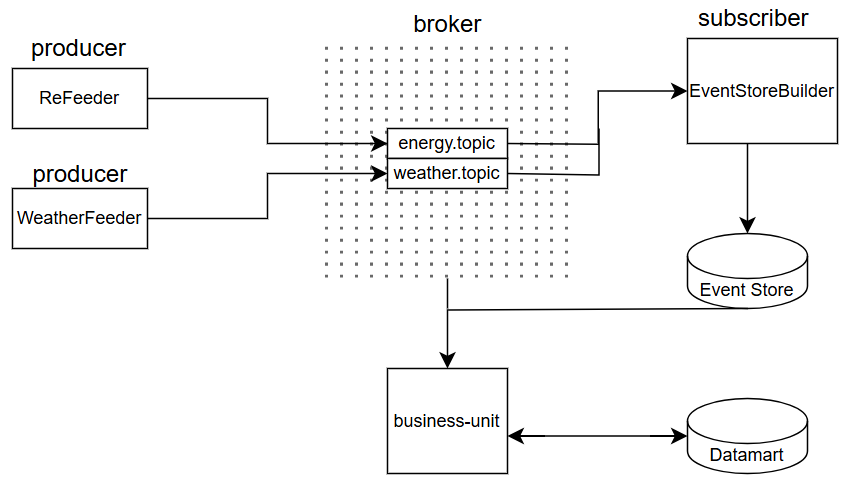 broker
subscriber
producer
ReFeeder
EventStoreBuilder
energy.topic
weather.topic
producer
WeatherFeeder
Event Store
business-unit
Datamart